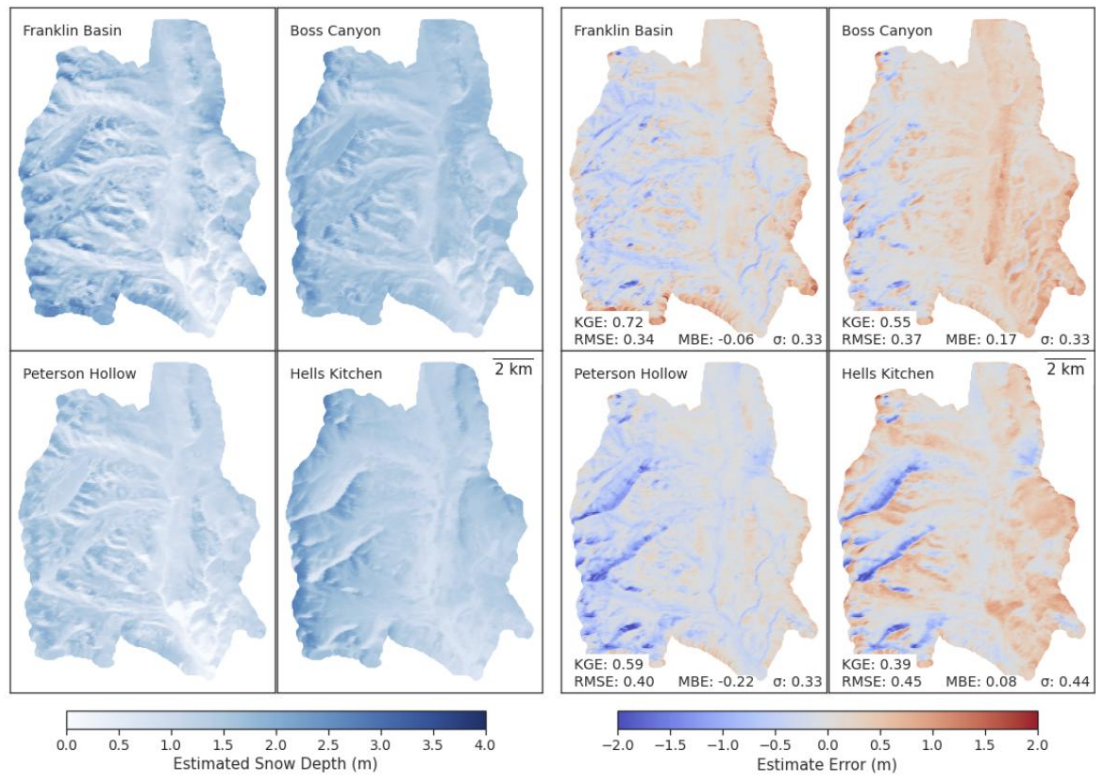 Franklin Basin
Boss Canyon
Peterson Hollow
Hells Kitchen
2 km
0.0 0.5 1.0 1.5 2.0 2.5 3.0 3.5 4.0
Estimated Snow Depth (m)
Franklin Basin
KGE: 0.72
RMSE: 0.34 MBE: -0.06 σ: 0.33
Boss Canyon
KGE: 0.55
RMSE: 0.37 MBE: 0.17 σ: 0.33
Peterson Hollow
KGE: 0.59
RMSE: 0.40 MBE: -0.22 σ: 0.33
Hells Kitchen
2 km
KGE: 0.39
RMSE: 0.45 MBE: 0.08 σ: 0.44
−2.0 −1.5 −1.0 −0.5 0.0 0.5 1.0 1.5 2.0
Estimate Error (m)